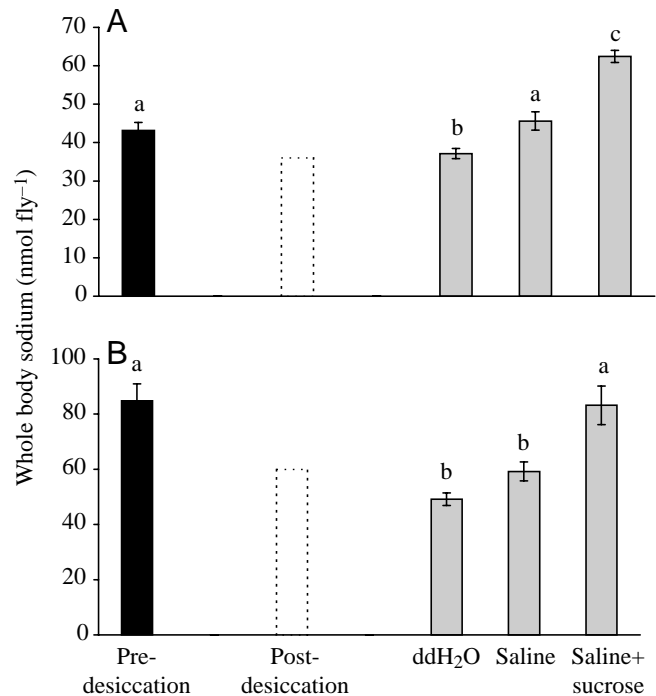 A
70
60
50
40
30
20
10
0
a
b
a
c
Whole body sodium (nmol fly⁻¹)
B
100
80
60
40
20
0
a
b
b
a
Pre-
desiccation
Post-
desiccation
ddH₂O
Saline
Saline+
sucrose